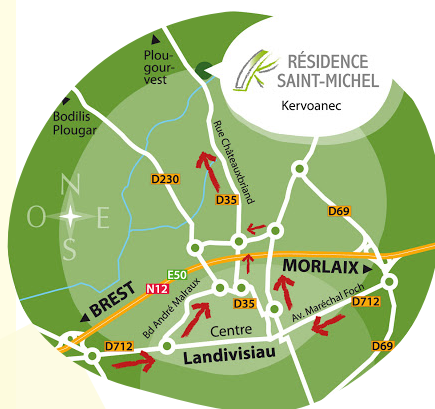 Plou-
gour-
vest
RÉSIDENCE
SAINT-MICHEL
Kervoanec
Bodilis
Plougar
Rue Châteauxbriand
N
O
E
S
D230
D35
D69
E50
N12
BREST
MORLAIX
Bd André Malraux
D35
Av. Maréchal Foch
D712
Centre
Landivisiau
D712
D69